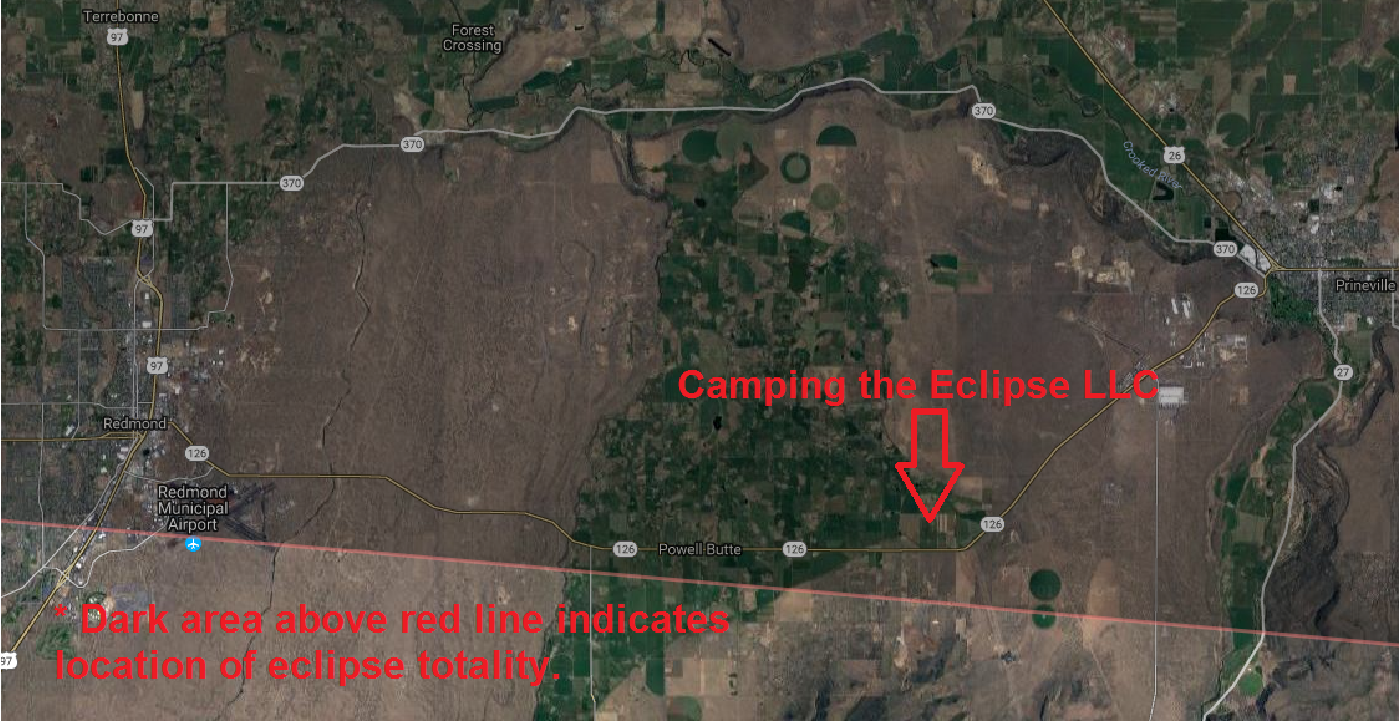 Terrebonne
97
Forest
Crossing
370
370
370
26
Crooked River
97
370
126
Prineville
97
27
Camping the Eclipse LLC
Redmond
126
Redmond
Municipal
Airport
126
126
Powell Butte
126
* Dark area above red line indicates
location of eclipse totality.
97